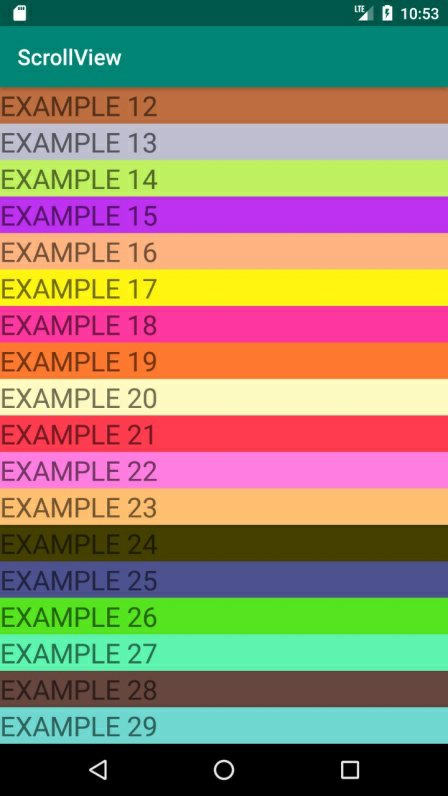 LTE 10:53
ScrollView
EXAMPLE 12
EXAMPLE 13
EXAMPLE 14
EXAMPLE 15
EXAMPLE 16
EXAMPLE 17
EXAMPLE 18
EXAMPLE 19
EXAMPLE 20
EXAMPLE 21
EXAMPLE 22
EXAMPLE 23
EXAMPLE 24
EXAMPLE 25
EXAMPLE 26
EXAMPLE 27
EXAMPLE 28
EXAMPLE 29